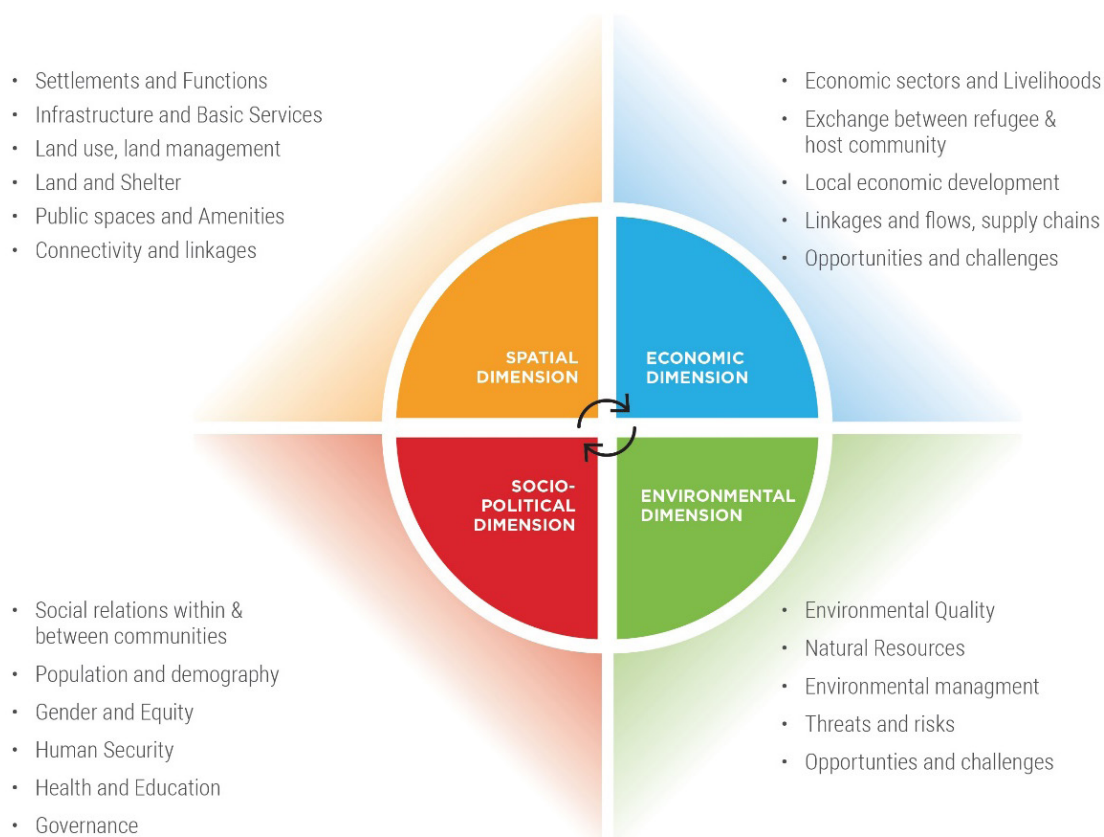 • Settlements and Functions
• Infrastructure and Basic Services
• Land use, land management
• Land and Shelter
• Public spaces and Amenities
• Connectivity and linkages
• Economic sectors and Livelihoods
• Exchange between refugee &
host community
• Local economic development
• Linkages and flows, supply chains
• Opportunities and challenges
SPATIAL
DIMENSION
ECONOMIC
DIMENSION
SOCIO-
POLITICAL
DIMENSION
ENVIRONMENTAL
DIMENSION
• Social relations within &
between communities
• Population and demography
• Gender and Equity
• Human Security
• Health and Education
• Governance
• Environmental Quality
• Natural Resources
• Environmental managment
• Threats and risks
• Opportunties and challenges